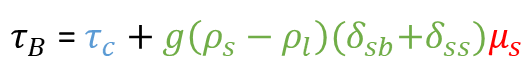 τ_B = τ_c + g(ρ_s − ρ_l)(δ_sb+δ_ss)μ_s